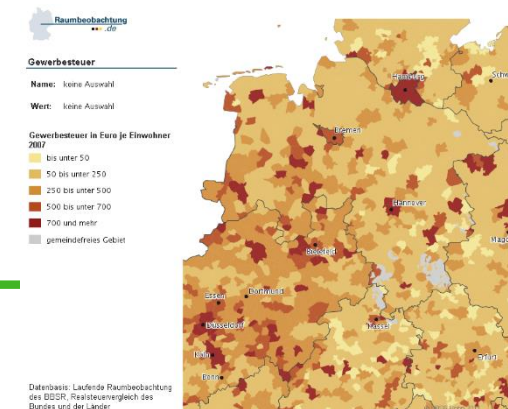 Raumbeobachtung
.de
Gewerbesteuer
Name: keine Auswahl
Wert: keine Auswahl
Gewerbesteuer in Euro je Einwohner
2007
bis unter 50
50 bis unter 250
250 bis unter 500
500 bis unter 700
700 und mehr
gemeindefreies Gebiet
Datenbasis: Laufende Raumbeobachtung
des BBSR, Realsteuervergleich des
Bundes und der Länder
Hamburg
Schw
Bremen
Hannover
Magd
Bielefeld
Dortmund
Essen
Düsseldorf
Kassel
Köln
Erfurt
Bonn